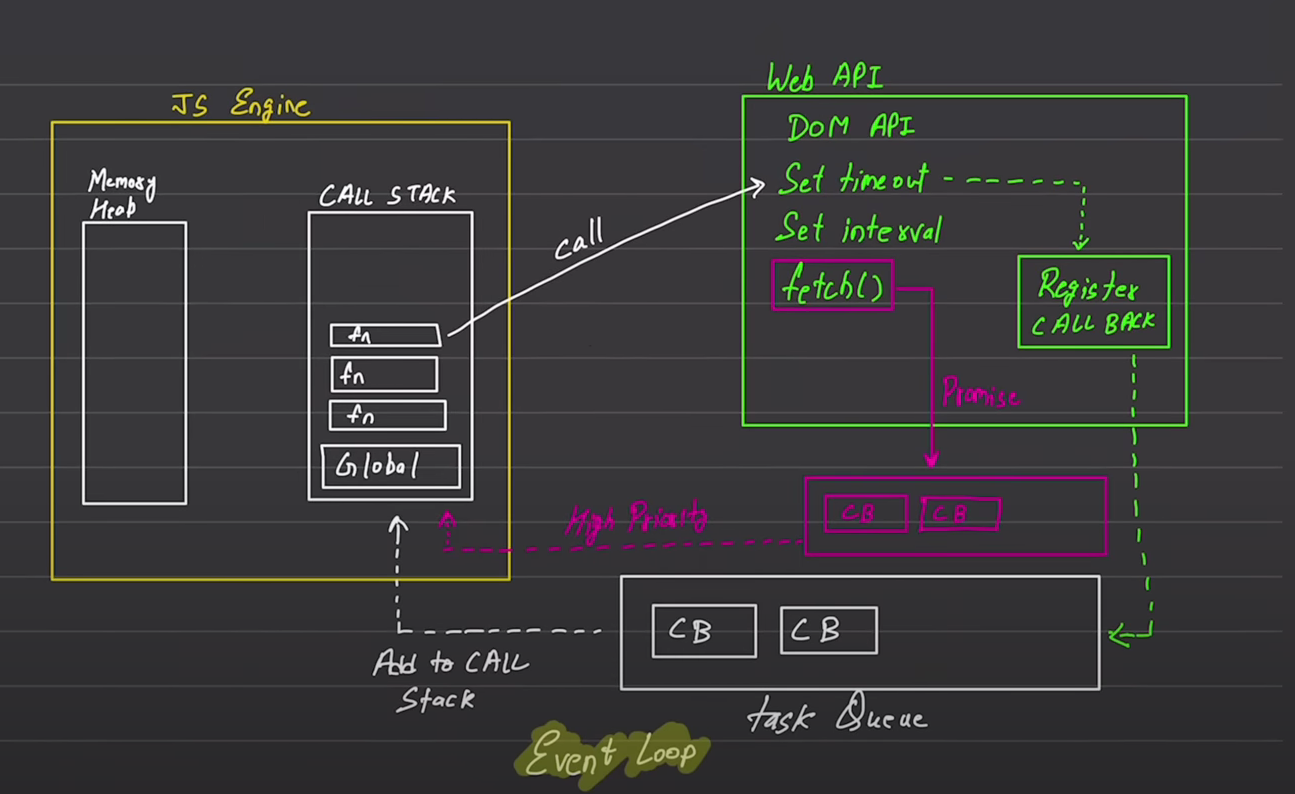 JS Engine
Memory
Heab
CALL STACK
fn
fn
fn
Global
call
Web API
DOM API
Set timeout
Set interval
fetch()
Register
CALL BACK
Promise
CB
CB
High Priority
CB
CB
Add to CALL
Stack
task Queue
Event Loop